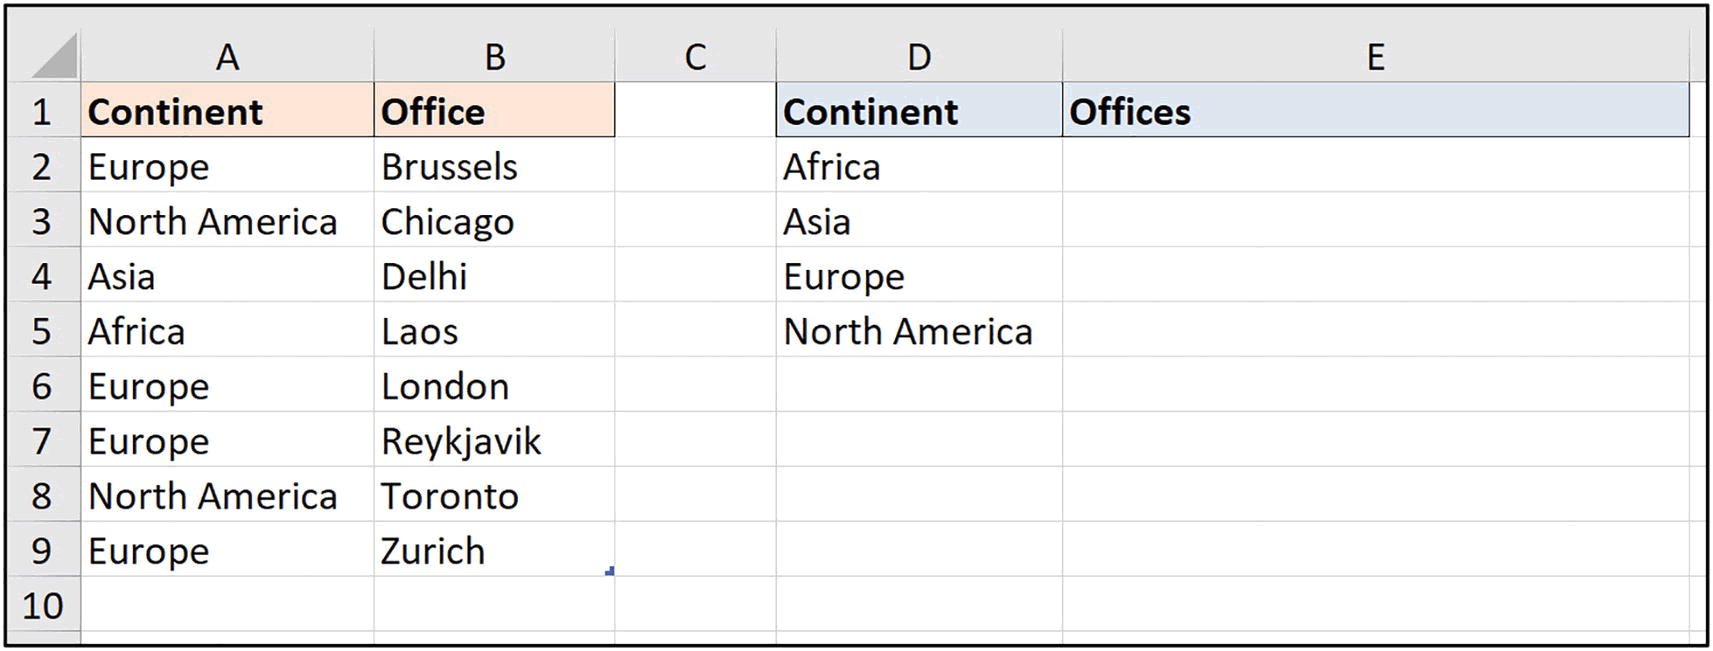 A B C D E
1 Continent Office Continent Offices
2 Europe Brussels Africa
3 North America Chicago Asia
4 Asia Delhi Europe
5 Africa Laos North America
6 Europe London
7 Europe Reykjavik
8 North America Toronto
9 Europe Zurich
10